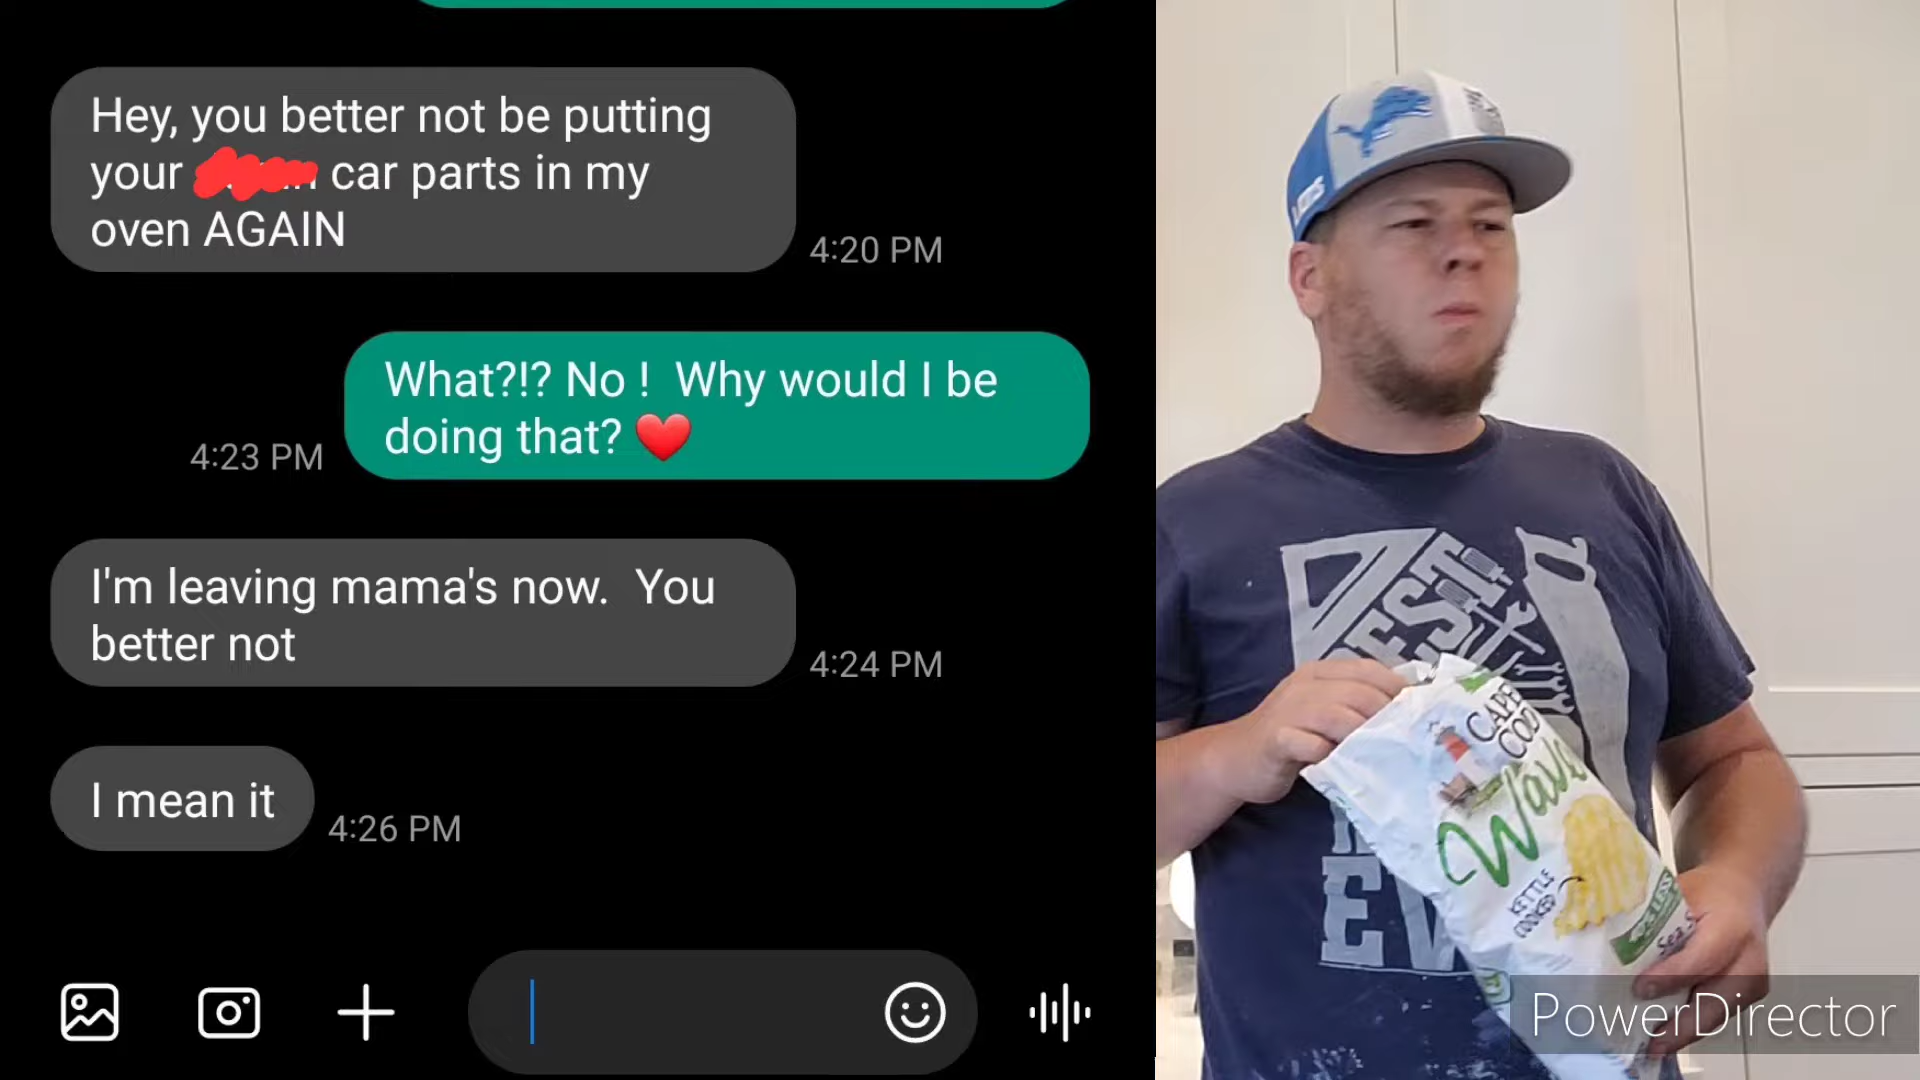 Hey, you better not be putting
your car parts in my
oven AGAIN
4:20 PM
What?!? No ! Why would I be
doing that? ❤️
4:23 PM
I'm leaving mama's now. You
better not
4:24 PM
I mean it
4:26 PM
CAPE
COD
Waves
KETTLE
COOKED
EV
PowerDirector